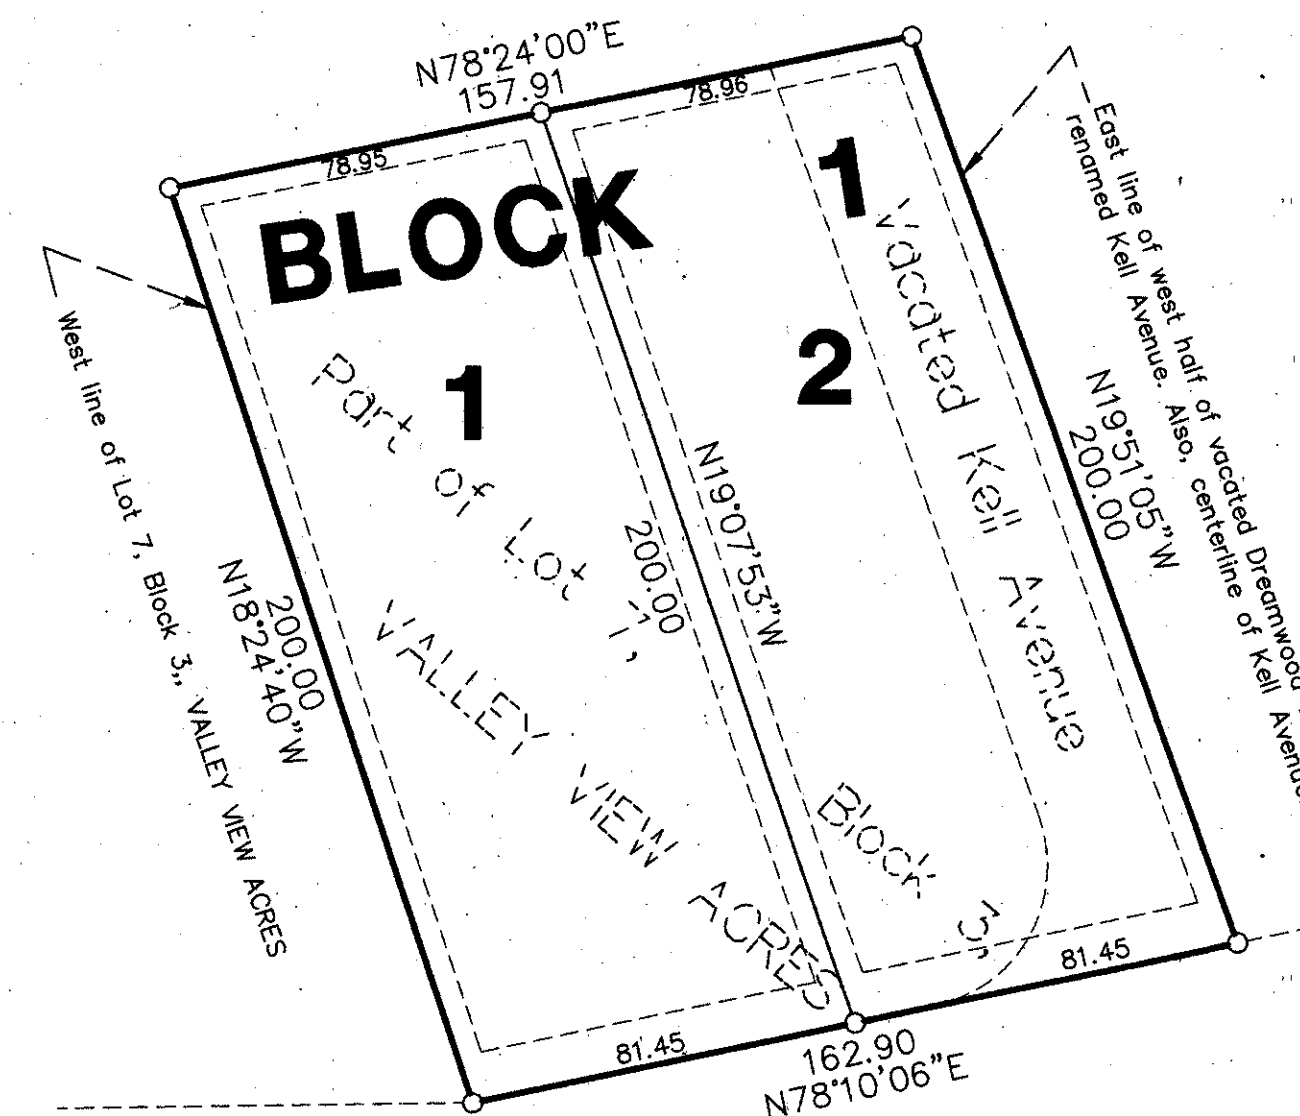 N78°24'00"E
157.91
78.95
78.96
BLOCK 1
1
2
Part of Lot 7,
Block 3,
VALLEY VIEW ACRES
Vacated Kell Avenue
West line of Lot 7, Block 3,, VALLEY VIEW ACRES
East line of west half of vacated Dreamwood
renamed Kell Avenue. Also, centerline of Kell Avenue.
200.00
N18°24'40"W
200.00
N19°07'53"W
N19°51'05"W
200.00
81.45
81.45
162.90
N78°10'06"E